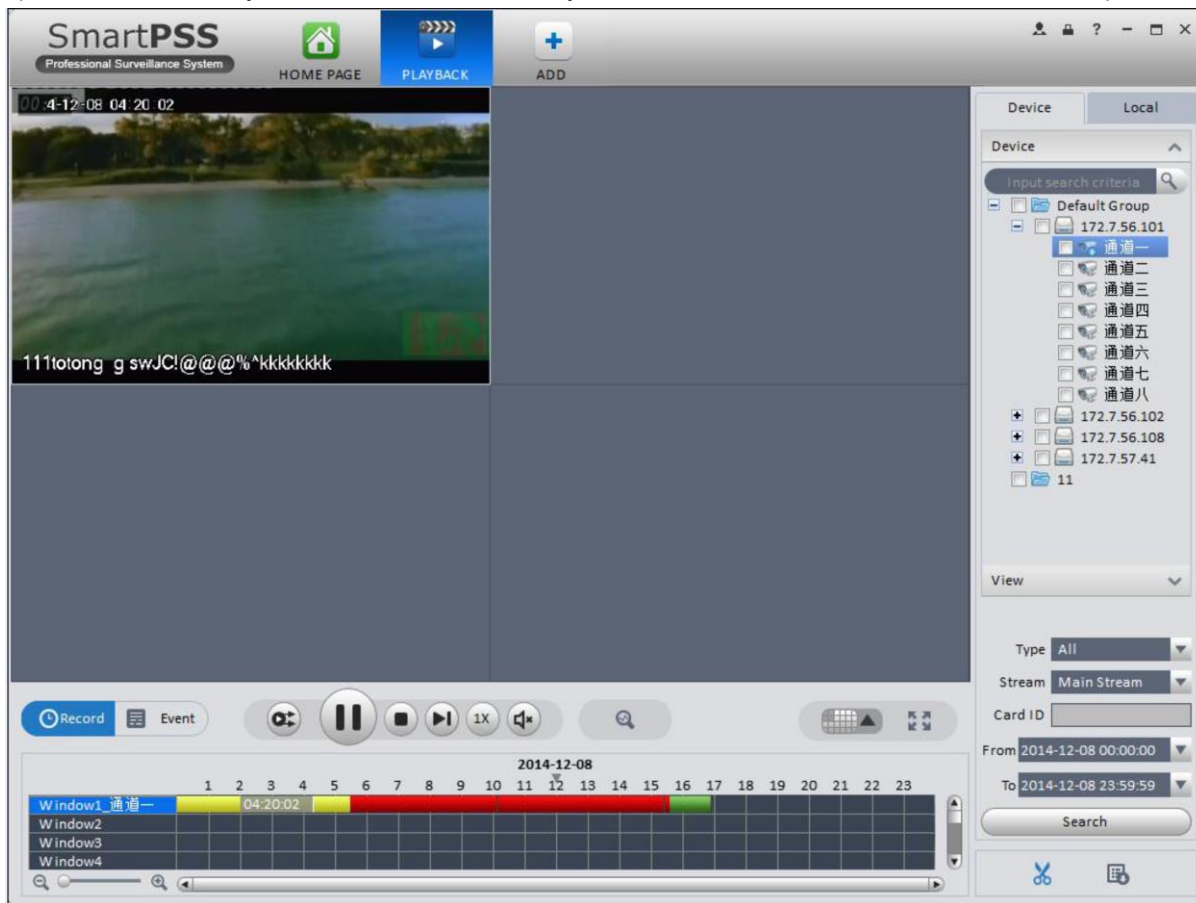 SmartPSS
Professional Surveillance System
HOME PAGE
PLAYBACK
ADD
?
4-12-08 04:20:02
111totong g swJC!@@@%^kkkkkkkk
Device
Local
Device
Input search criteria
Default Group
172.7.56.101
通道一
通道二
通道三
通道四
通道五
通道六
通道七
通道八
172.7.56.102
172.7.56.108
172.7.57.41
11
View
Type All
Stream Main Stream
Card ID
From 2014-12-08 00:00:00
To 2014-12-08 23:59:59
Search
Record
Event
1X
2014-12-08
1 2 3 4 5 6 7 8 9 10 11 12 13 14 15 16 17 18 19 20 21 22 23
Window1_通道一 04:20:02
Window2
Window3
Window4